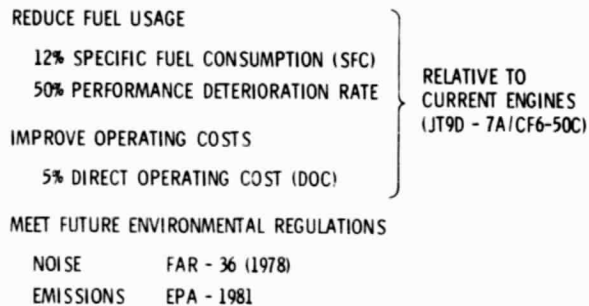 REDUCE FUEL USAGE
12% SPECIFIC FUEL CONSUMPTION (SFC)
50% PERFORMANCE DETERIORATION RATE
RELATIVE TO
CURRENT ENGINES
(JT9D - 7A/CF6-50C)
IMPROVE OPERATING COSTS
5% DIRECT OPERATING COST (DOC)
MEET FUTURE ENVIRONMENTAL REGULATIONS
NOISE FAR - 36 (1978)
EMISSIONS EPA - 1981